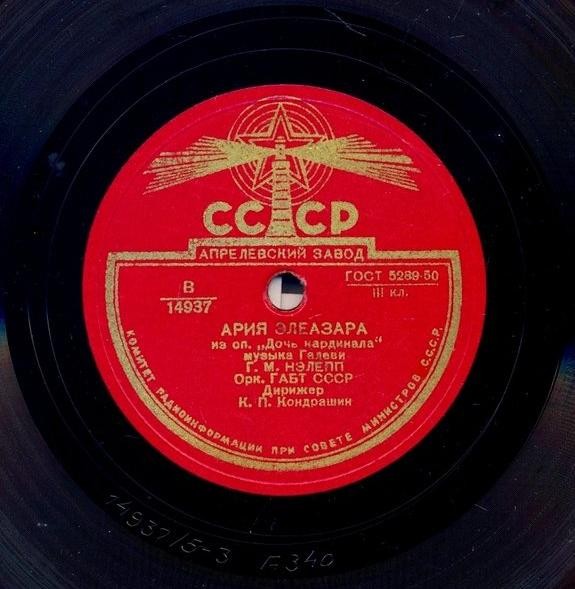 СССР
АПРЕЛЕВСКИЙ ЗАВОД
В
14937
ГОСТ 5289-50
III кл.
АРИЯ ЭЛЕАЗАРА
из оп. „Дочь кардинала“
музыка Галеви
Г. М. НЭЛЕПП
Орк. ГАБТ СССР
Дирижер
К. П. Кондрашин
КОМИТЕТ РАДИОИНФОРМАЦИИ ПРИ СОВЕТЕ МИНИСТРОВ С.С.С.Р.
14937/5-3 F340